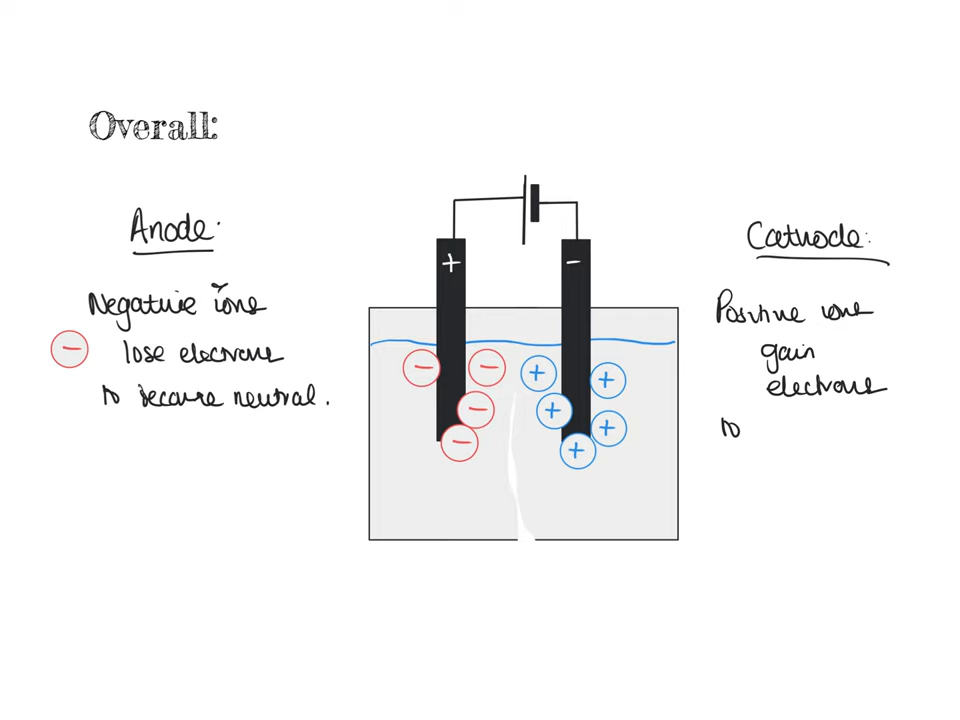 Overall:
Anode:
Negative ions
lose electrons
to become neutral.
+
-
Cathode:
Positive ions
gain
electrons
to